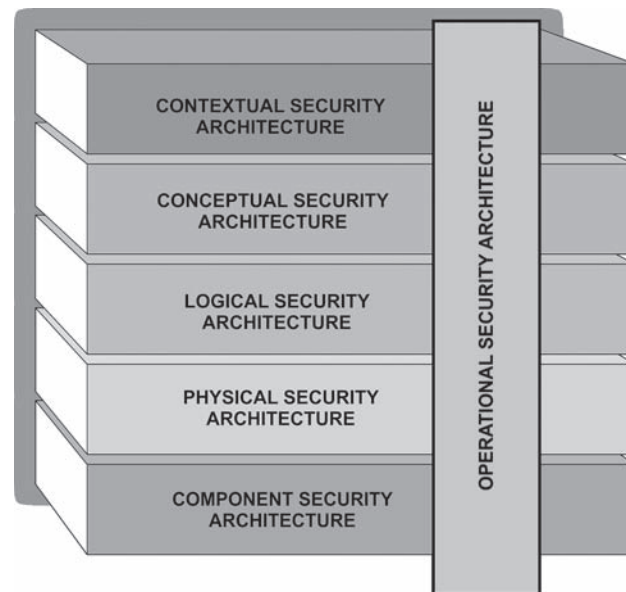 CONTEXTUAL SECURITY
ARCHITECTURE
CONCEPTUAL SECURITY
ARCHITECTURE
LOGICAL SECURITY
ARCHITECTURE
PHYSICAL SECURITY
ARCHITECTURE
COMPONENT SECURITY
ARCHITECTURE
OPERATIONAL SECURITY ARCHITECTURE